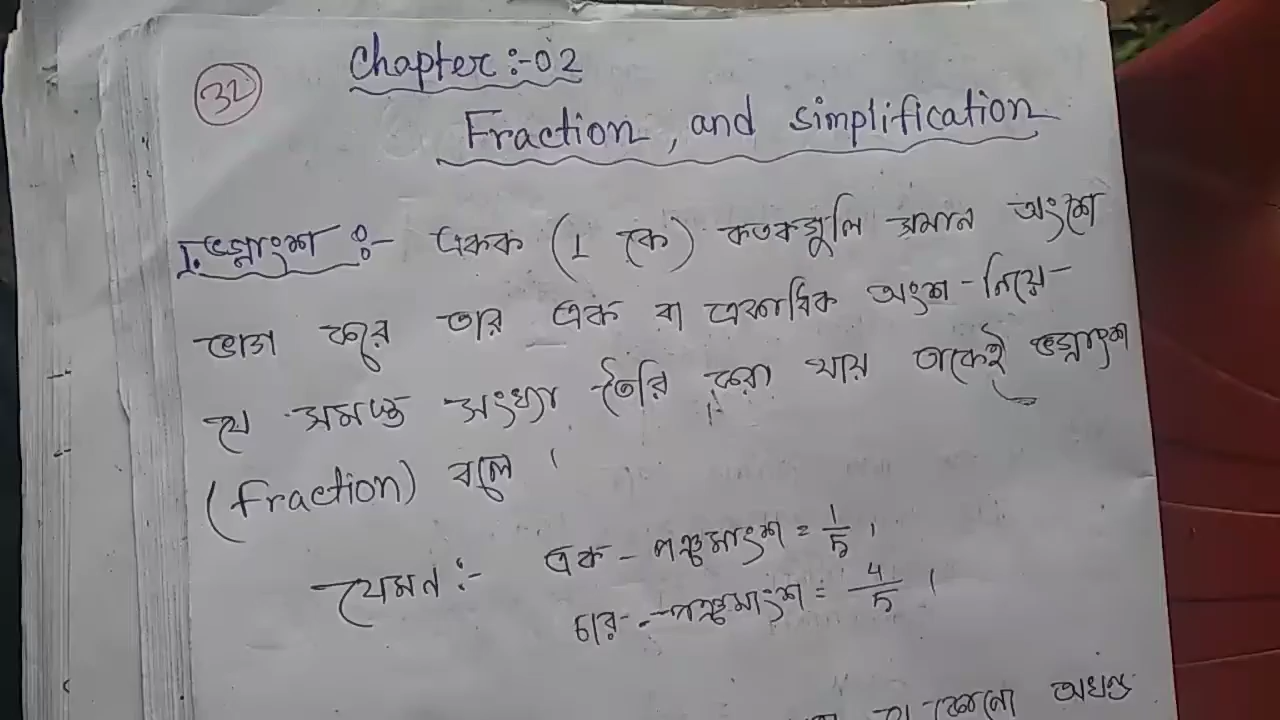 32
Chapter :- 02
Fraction, and simplification
1. ভগ্নাংশ :- একক (1 কে) কতকগুলি সমান অংশে
ভাগ করে তার এক বা একাধিক অংশ - নিয়ে -
যে সমস্ত সংখ্যা তৈরি করা যায় তাকেই ভগ্নাংশ
(fraction) বলে ।
যেমন :- এক - পঞ্চমাংশ = 1/5 ।
চার - পঞ্চমাংশ = 4/5 ।
বা কোনো অখণ্ড